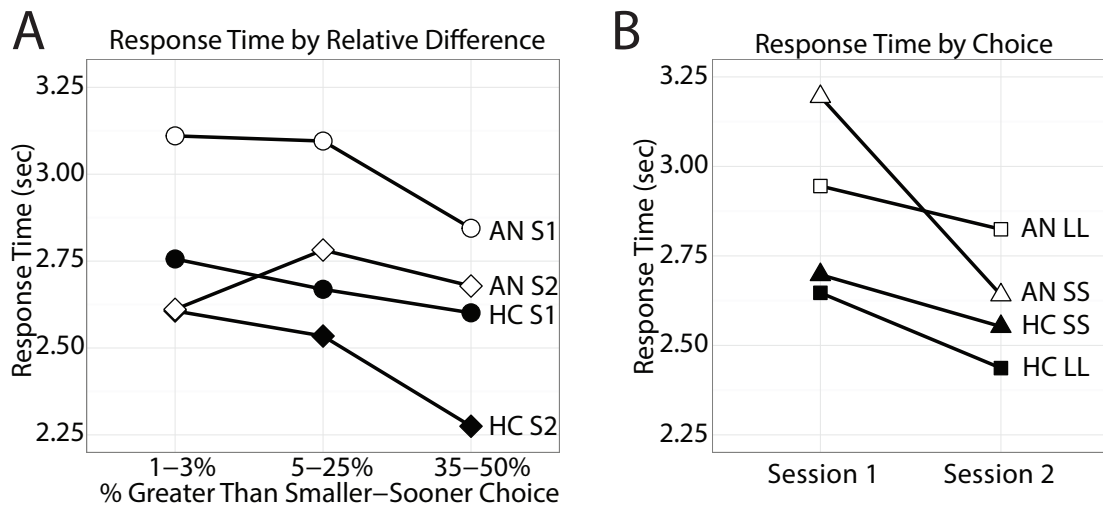 A
Response Time by Relative Difference
Response Time (sec)
3.25
3.00
2.75
2.50
2.25
AN S1
AN S2
HC S1
HC S2
1–3%
5–25%
35–50%
% Greater Than Smaller–Sooner Choice
B
Response Time by Choice
Response Time (sec)
3.25
3.00
2.75
2.50
2.25
AN LL
AN SS
HC SS
HC LL
Session 1
Session 2